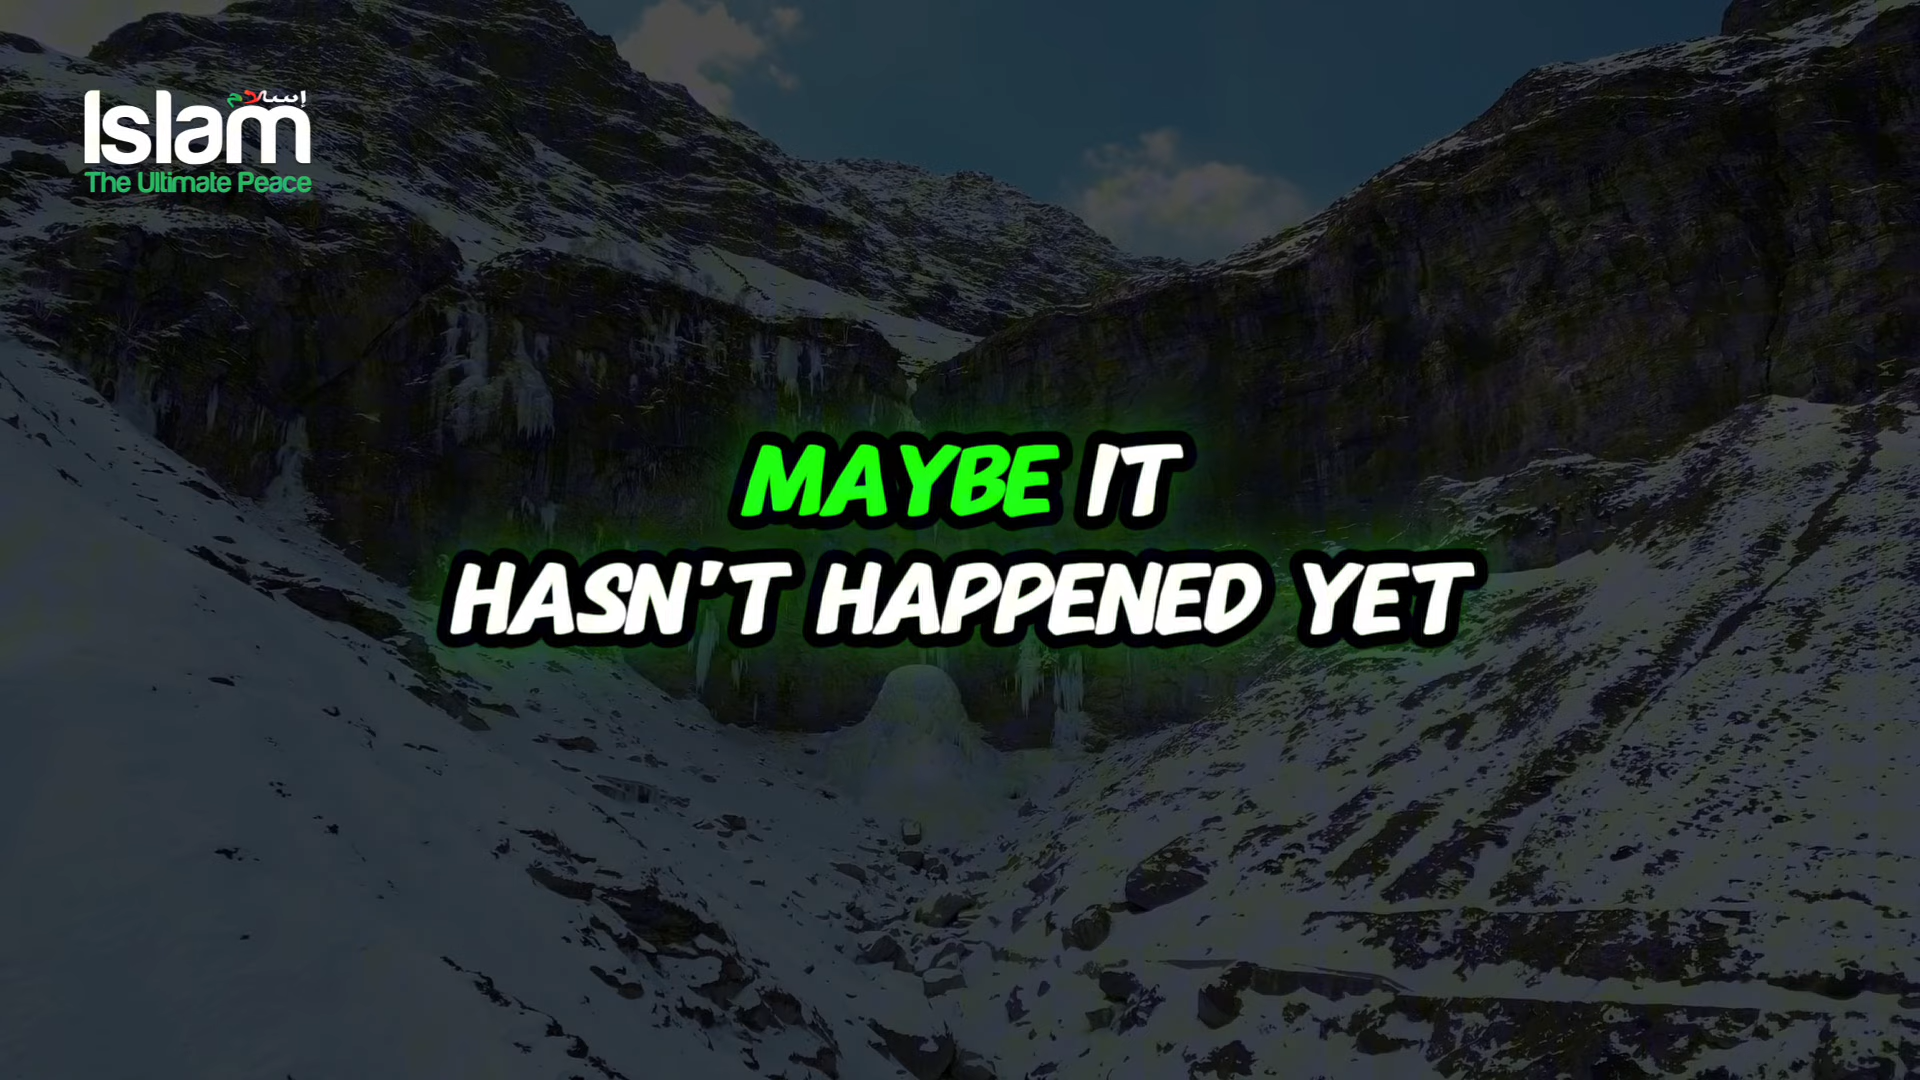 إسلام
Islam
The Ultimate Peace
MAYBE IT
HASN'T HAPPENED YET